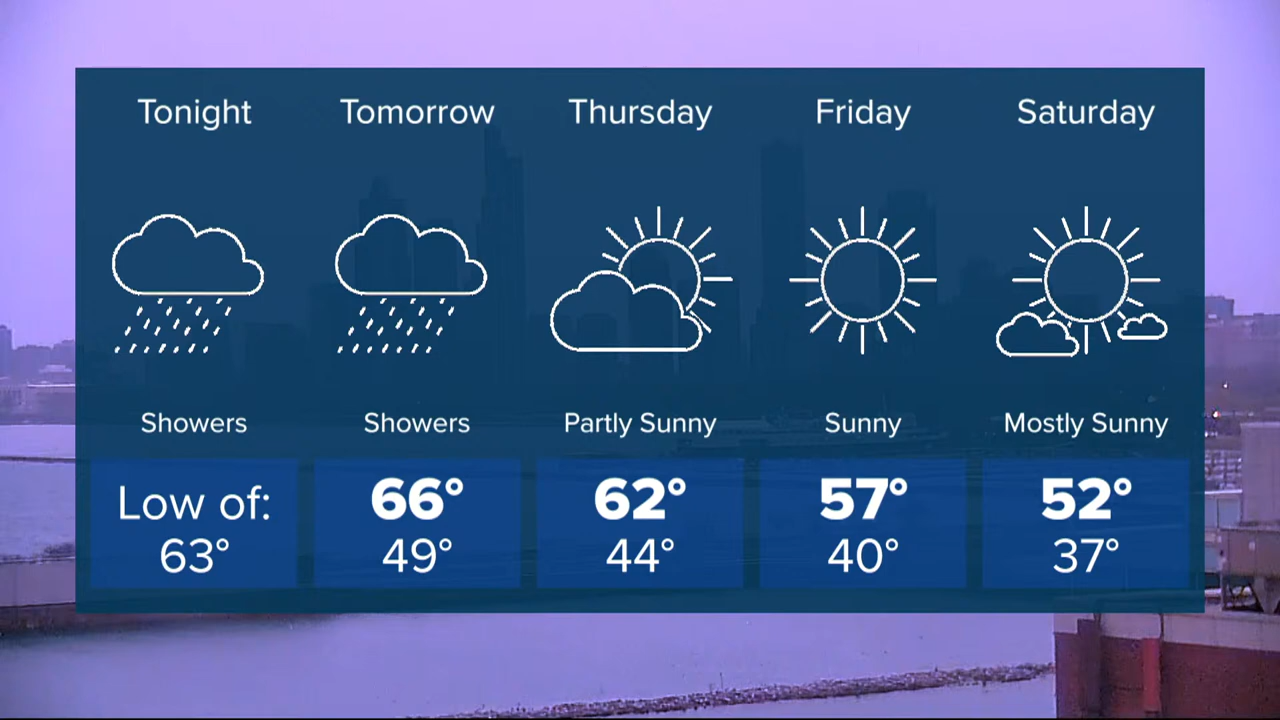 Tonight
Tomorrow
Thursday
Friday
Saturday
Showers
Showers
Partly Sunny
Sunny
Mostly Sunny
Low of:
63°
66°
49°
62°
44°
57°
40°
52°
37°